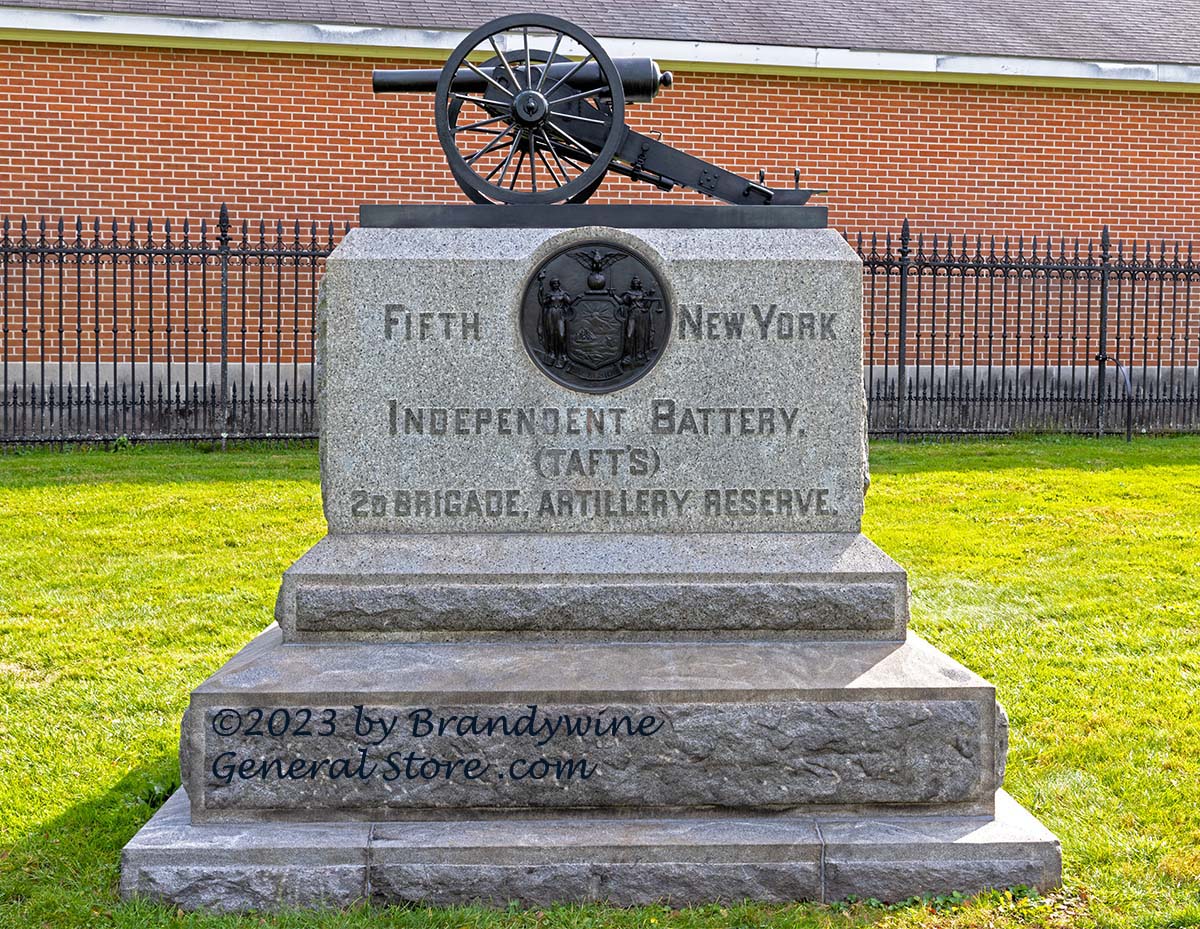 FIFTH NEW YORK
INDEPENDENT BATTERY,
(TAFT'S)
2D BRIGADE, ARTILLERY RESERVE.
©2023 by Brandywine
General Store .com